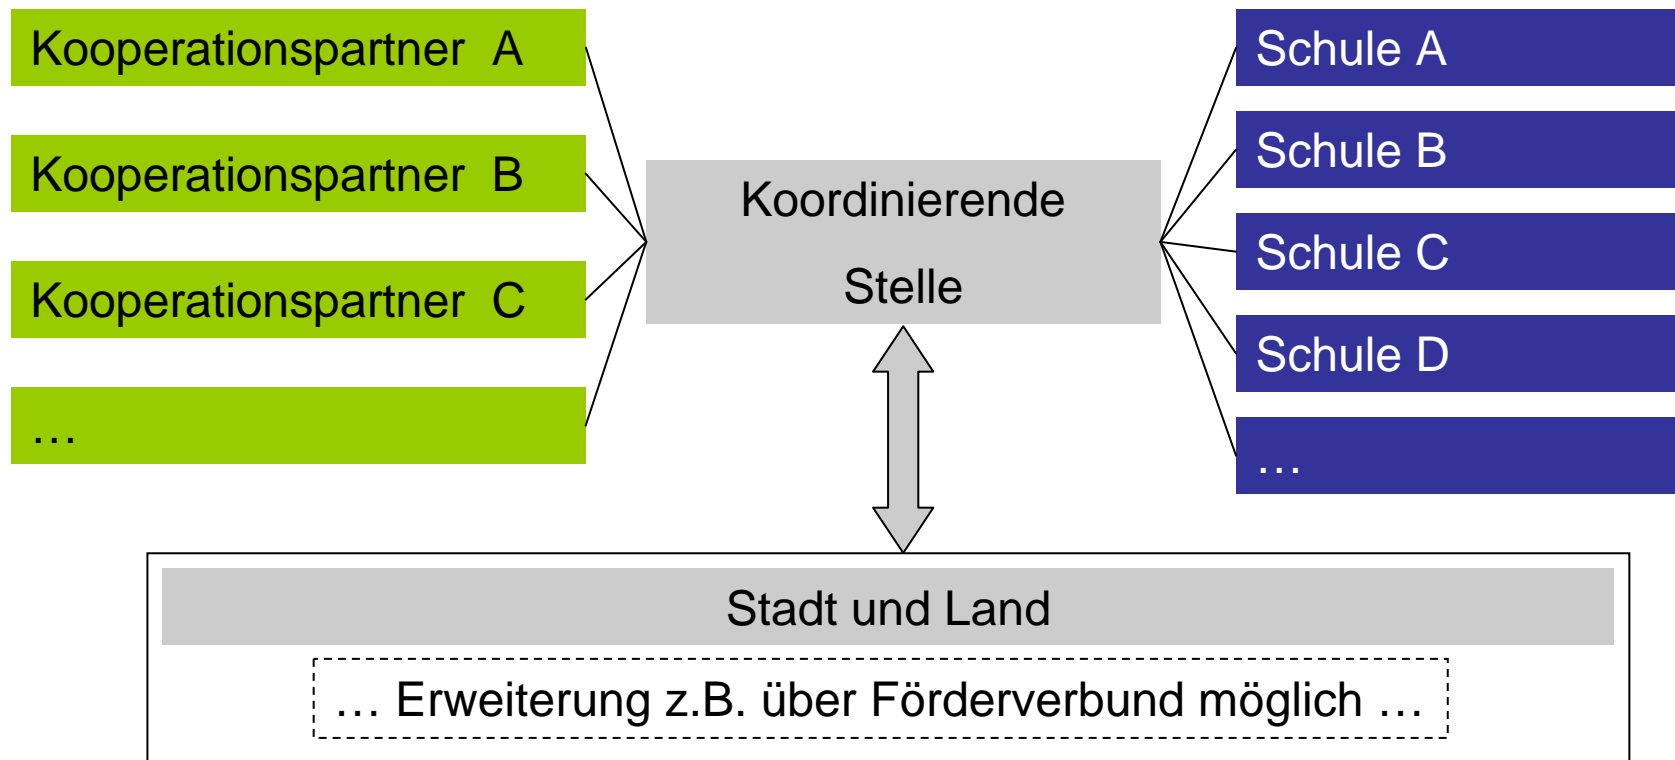 Kooperationspartner A
Kooperationspartner B
Kooperationspartner C
…
Koordinierende
Stelle
Schule A
Schule B
Schule C
Schule D
…
Stadt und Land
… Erweiterung z.B. über Förderverbund möglich …